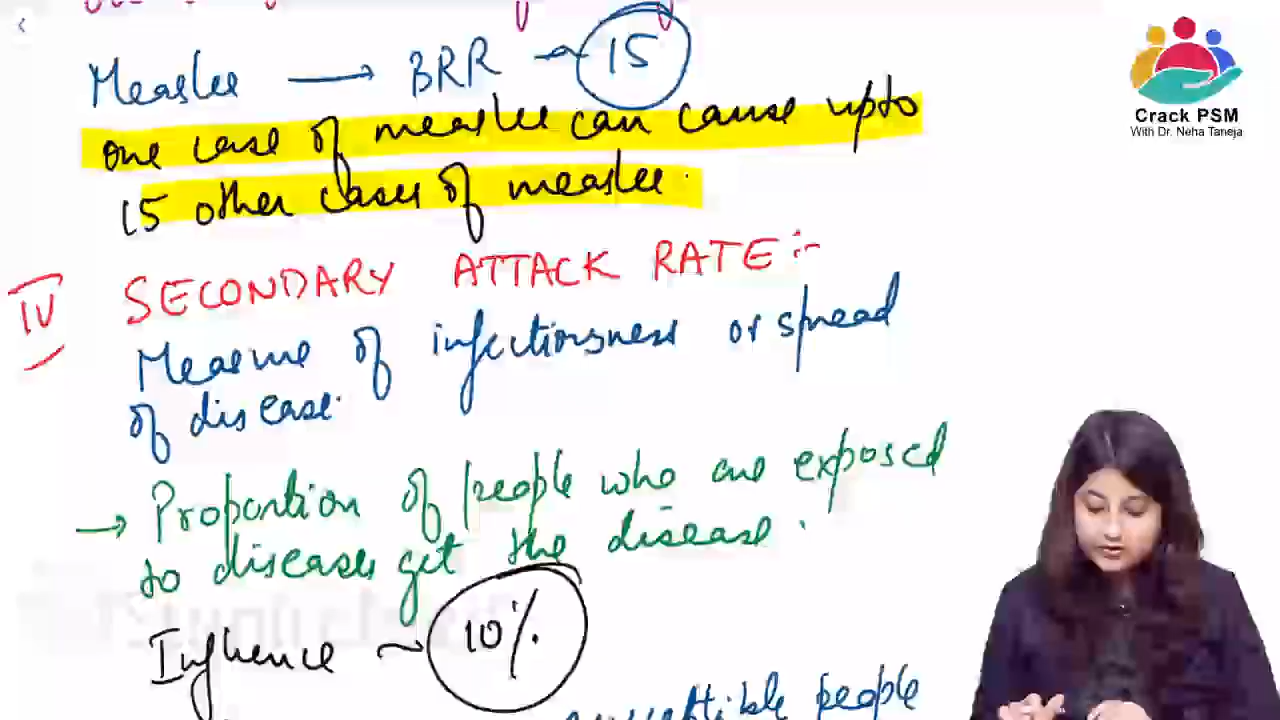 Measles → BRR → 15
one case of measles can cause upto
15 other cases of measles.
IV SECONDARY ATTACK RATE:-
Measure of infectiousness or spread
of disease.
→ Proportion of people who are exposed
to diseases get the disease.
Influence ~ 10%
susceptible people
Crack PSM
With Dr. Neha Taneja